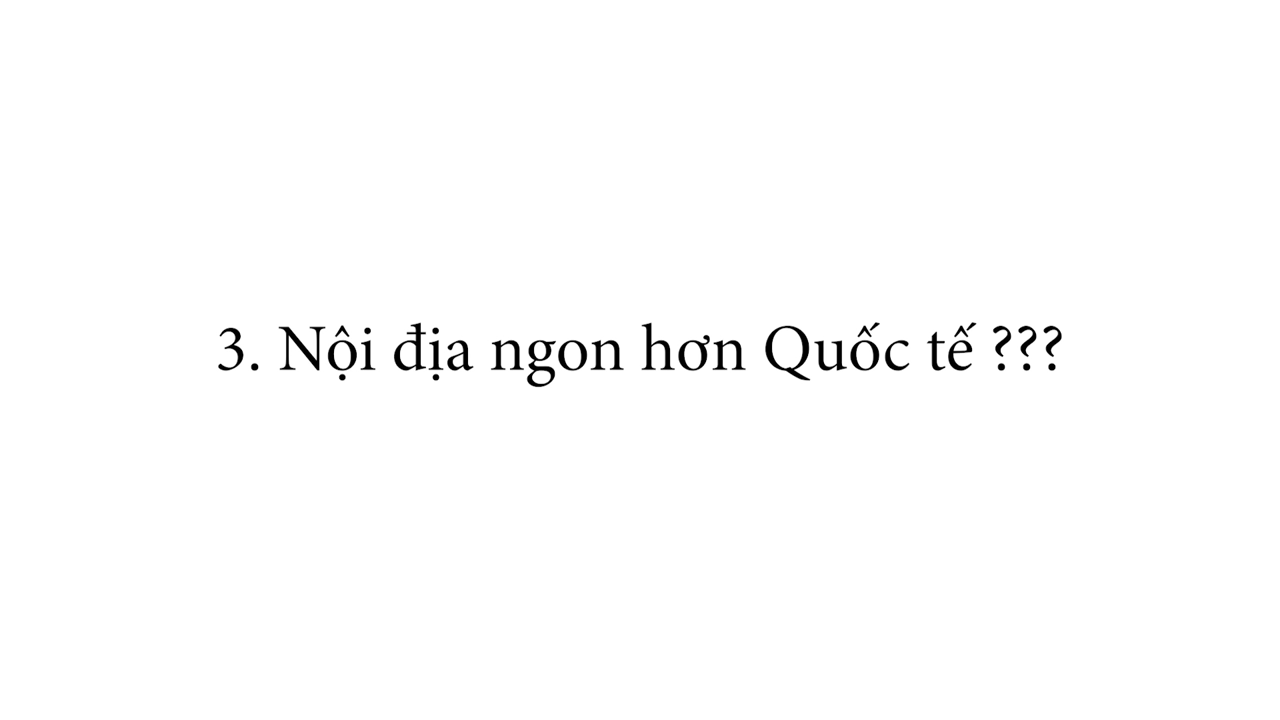 3. Nội địa ngon hơn Quốc tế ???